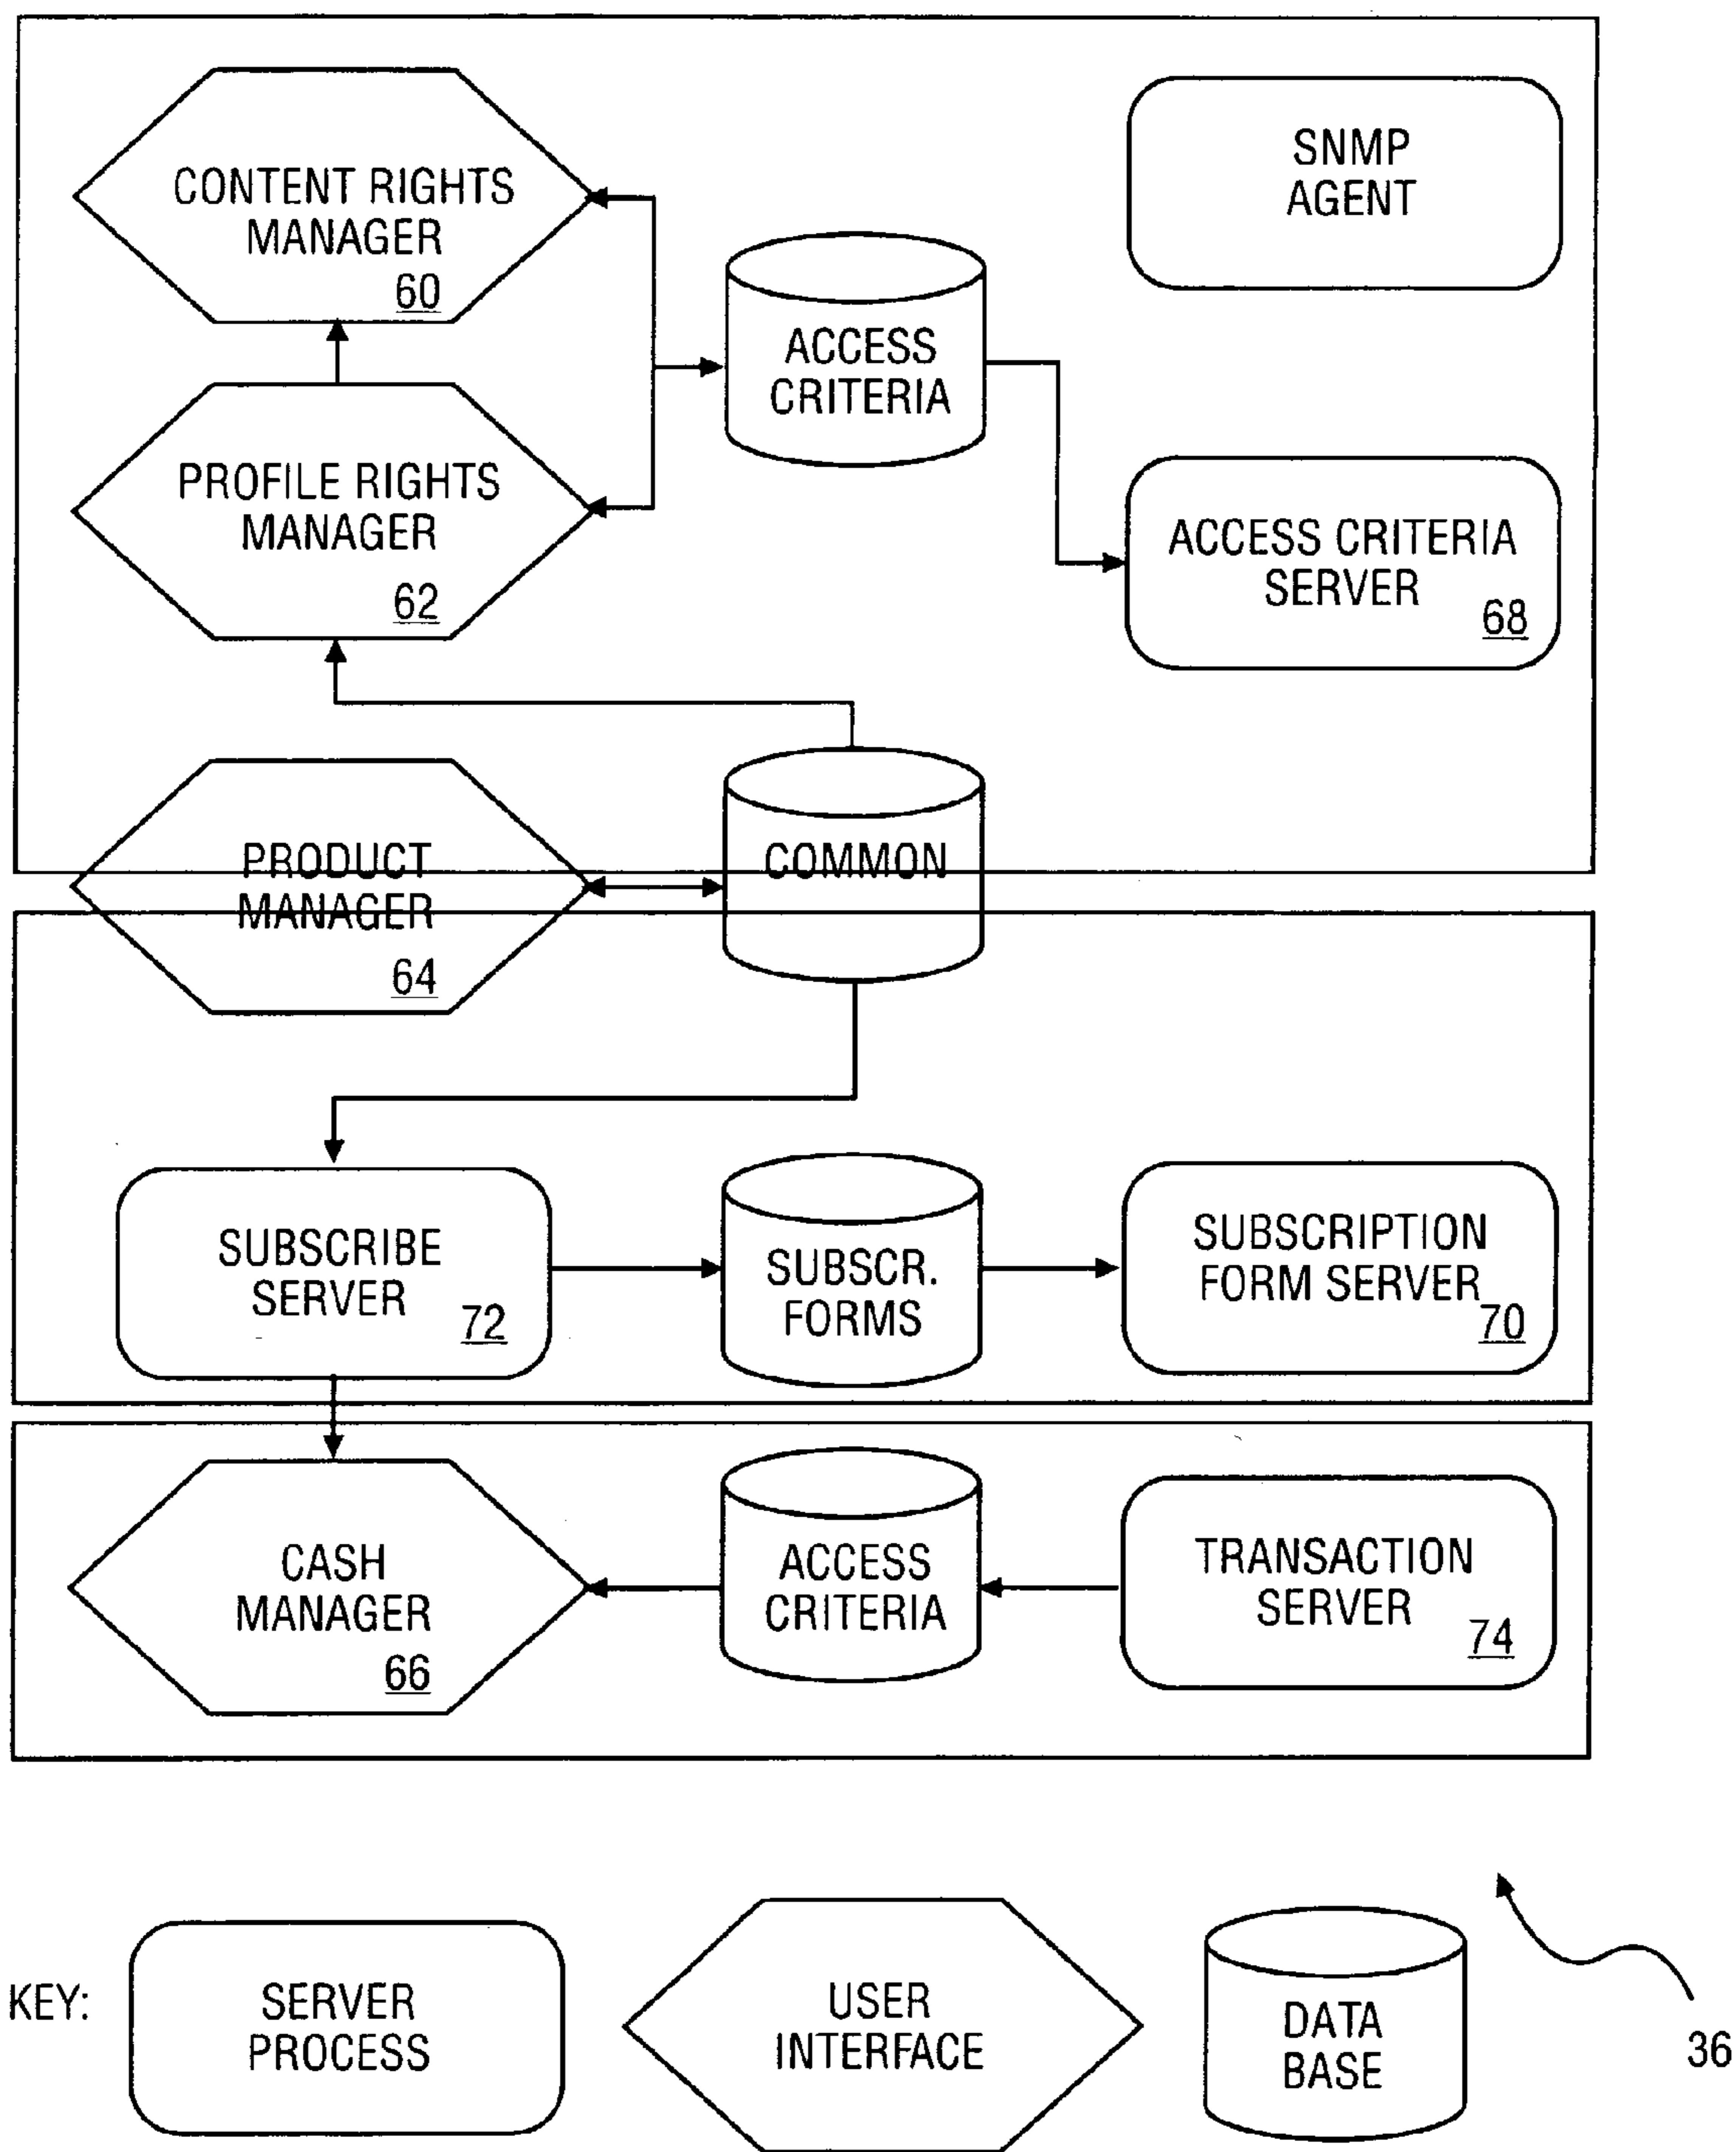 CONTENT RIGHTS
MANAGER
60
SNMP
AGENT
ACCESS
CRITERIA
PROFILE RIGHTS
MANAGER
62
ACCESS CRITERIA
SERVER
68
PRODUCT
MANAGER
64
COMMON
SUBSCRIBE
SERVER
72
SUBSCR.
FORMS
SUBSCRIPTION
FORM SERVER
70
CASH
MANAGER
66
ACCESS
CRITERIA
TRANSACTION
SERVER
74
KEY:
SERVER
PROCESS
USER
INTERFACE
DATA
BASE
36